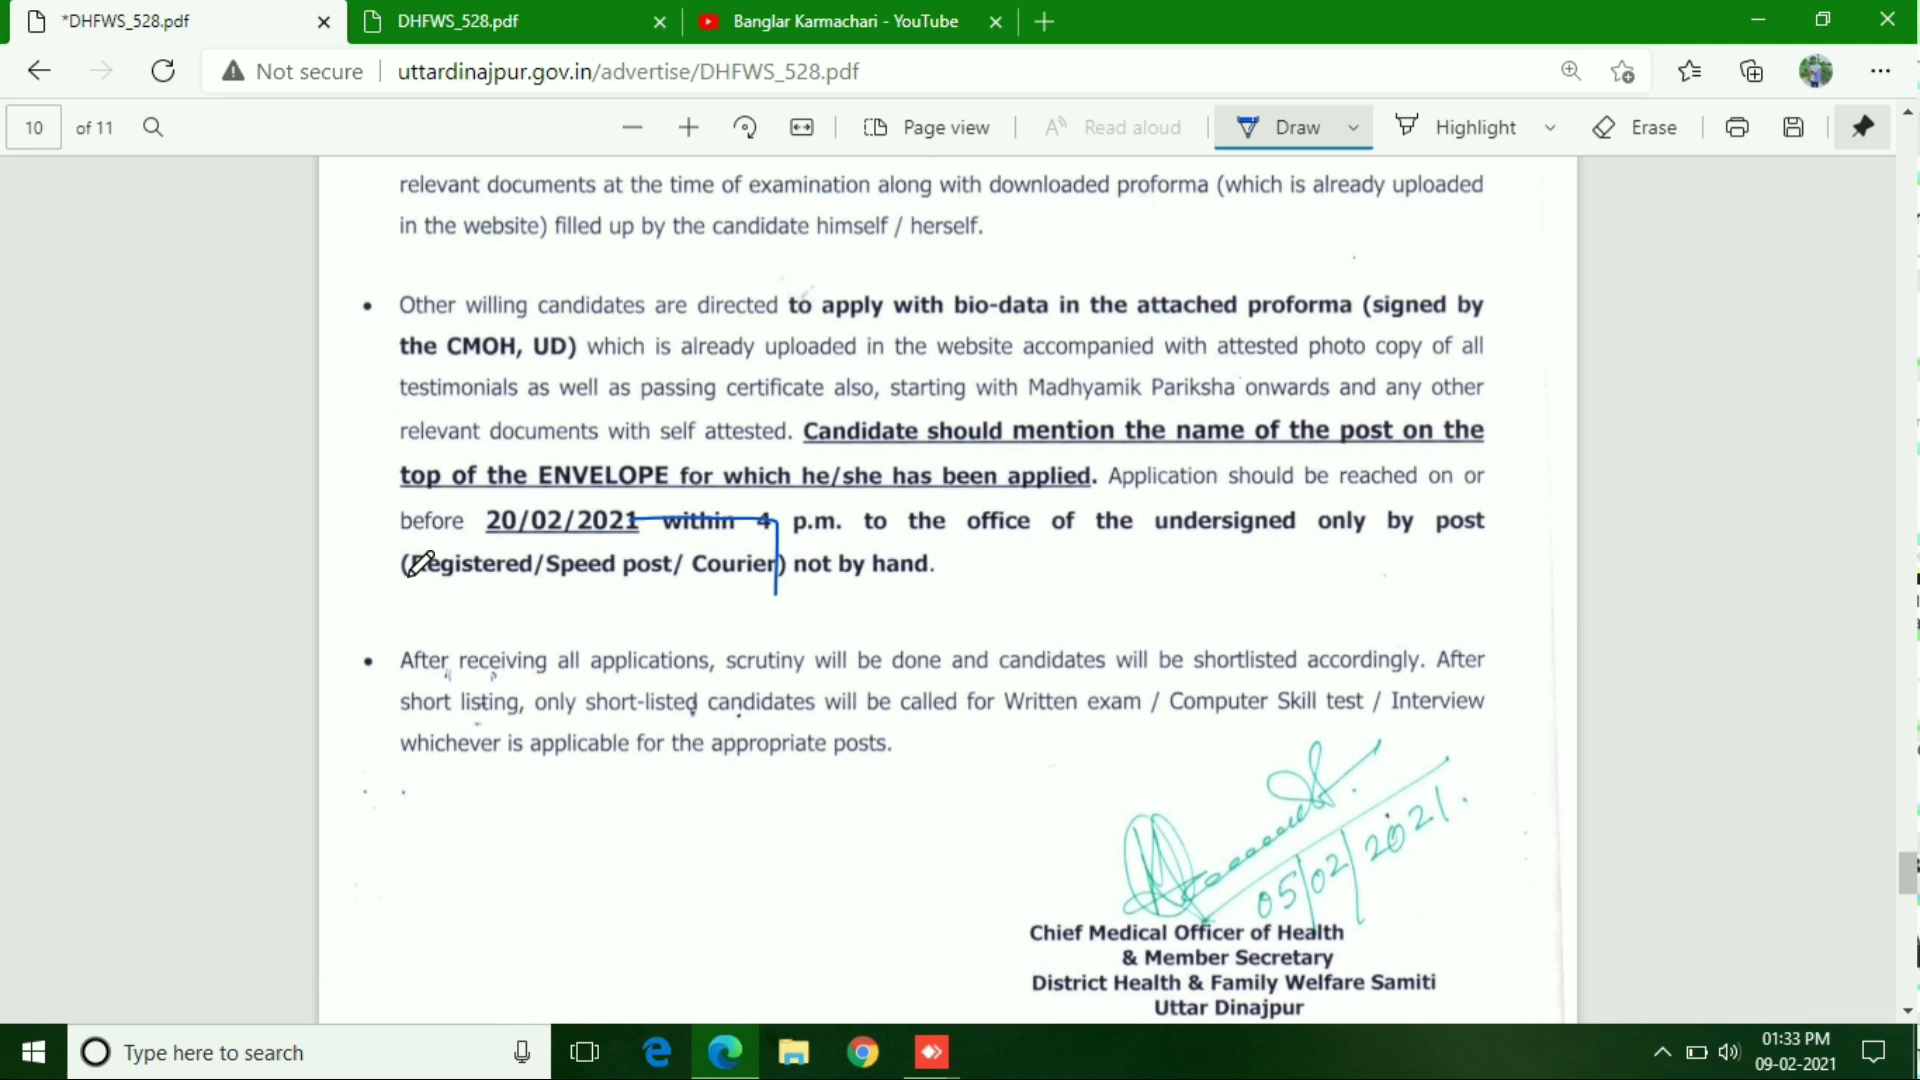 *DHFWS_528.pdf
DHFWS_528.pdf
Banglar Karmachari - YouTube
Not secure
uttardinajpur.gov.in/advertise/DHFWS_528.pdf
10
of 11
Page view
Read aloud
Draw
Highlight
Erase
relevant documents at the time of examination along with downloaded proforma (which is already uploaded
in the website) filled up by the candidate himself / herself.
• Other willing candidates are directed to apply with bio-data in the attached proforma (signed by
the CMOH, UD) which is already uploaded in the website accompanied with attested photo copy of all
testimonials as well as passing certificate also, starting with Madhyamik Pariksha onwards and any other
relevant documents with self attested. Candidate should mention the name of the post on the
top of the ENVELOPE for which he/she has been applied. Application should be reached on or
before 20/02/2021 within 4 p.m. to the office of the undersigned only by post
(Registered/Speed post/ Courier) not by hand.
• After receiving all applications, scrutiny will be done and candidates will be shortlisted accordingly. After
short listing, only short-listed candidates will be called for Written exam / Computer Skill test / Interview
whichever is applicable for the appropriate posts.
05/02/2021.
Chief Medical Officer of Health
& Member Secretary
District Health & Family Welfare Samiti
Uttar Dinajpur
Type here to search
01:33 PM
09-02-2021